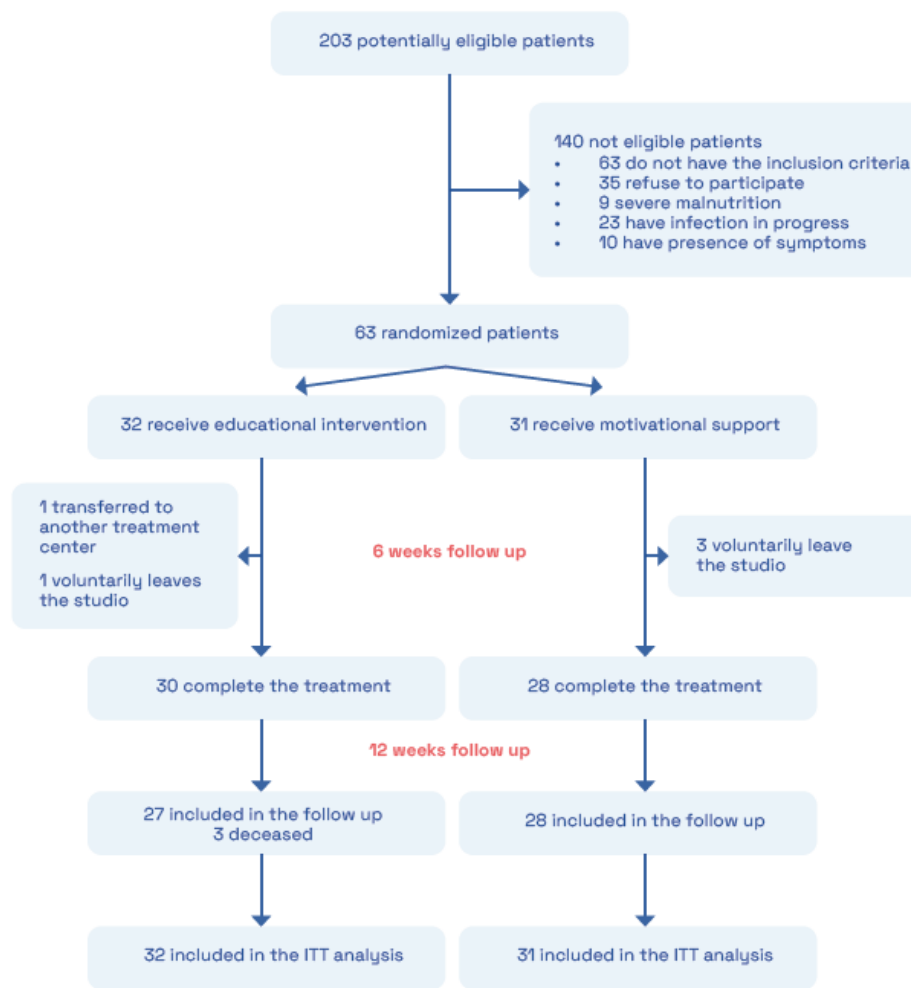 203 potentially eligible patients
140 not eligible patients
• 63 do not have the inclusion criteria
• 35 refuse to participate
• 9 severe malnutrition
• 23 have infection in progress
• 10 have presence of symptoms
63 randomized patients
32 receive educational intervention
31 receive motivational support
1 transferred to
another treatment
center
1 voluntarily leaves
the studio
6 weeks follow up
3 voluntarily leave
the studio
30 complete the treatment
28 complete the treatment
12 weeks follow up
27 included in the follow up
3 deceased
28 included in the follow up
32 included in the ITT analysis
31 included in the ITT analysis